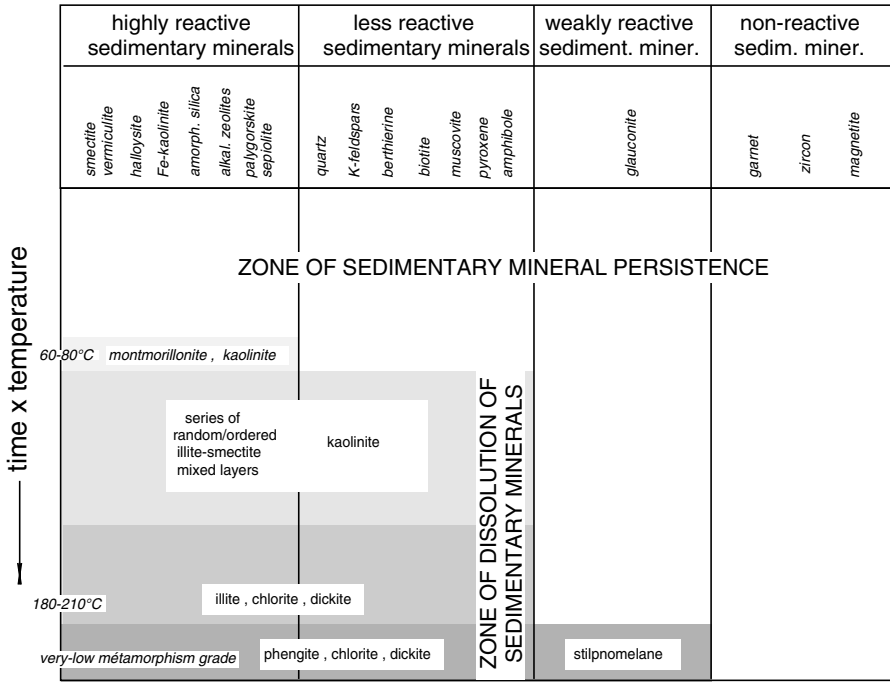 highly reactive
sedimentary minerals
less reactive
sedimentary minerals
weakly reactive
sediment. miner.
non-reactive
sedim. miner.
smectite
vermiculite
halloysite
Fe-kaolinite
amorph. silica
alkal. zeolites
palygorskite
sepiolite
quartz
K-feldspars
berthierine
biotite
muscovite
pyroxene
amphibole
glauconite
garnet
zircon
magnetite
time x temperature
ZONE OF SEDIMENTARY MINERAL PERSISTENCE
60-80°C montmorillonite , kaolinite
series of
random/ordered
illite-smectite
mixed layers
kaolinite
ZONE OF DISSOLUTION OF
SEDIMENTARY MINERALS
180-210°C
illite , chlorite , dickite
very-low métamorphism grade
phengite , chlorite , dickite
stilpnomelane